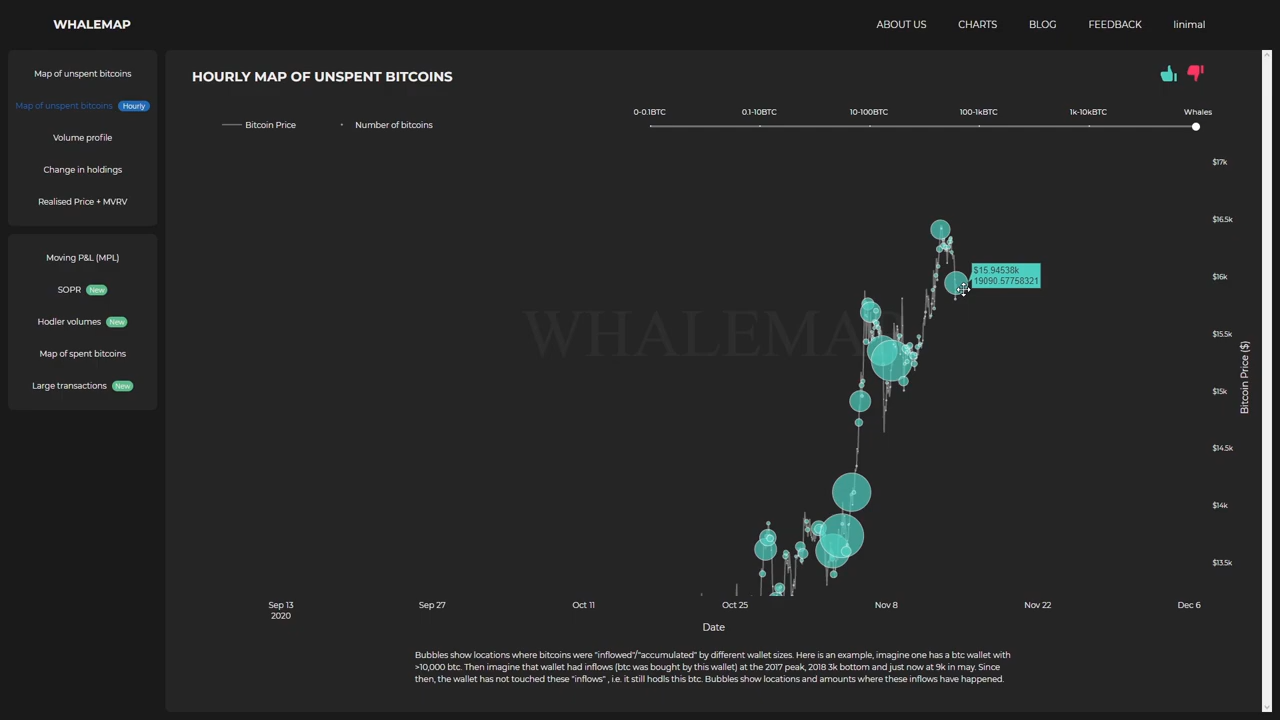 WHALEMAP
ABOUT US
CHARTS
BLOG
FEEDBACK
linimal
Map of unspent bitcoins
Map of unspent bitcoins Hourly
Volume profile
Change in holdings
Realised Price + MVRV
Moving P&L (MPL)
SOPR New
Hodler volumes New
Map of spent bitcoins
Large transactions New
HOURLY MAP OF UNSPENT BITCOINS
Bitcoin Price
Number of bitcoins
0-0.1BTC
0.1-10BTC
10-100BTC
100-1kBTC
1k-10kBTC
Whales
WHALEMAP
$15.94538k
19090.57758321
$17k
$16.5k
$16k
$15.5k
$15k
$14.5k
$14k
$13.5k
Bitcoin Price ($)
Sep 13
2020
Sep 27
Oct 11
Oct 25
Nov 8
Nov 22
Dec 6
Date
Bubbles show locations where bitcoins were "inflowed"/"accumulated" by different wallet sizes. Here is an example, imagine one has a btc wallet with
>10,000 btc. Then imagine that wallet had inflows (btc was bought by this wallet) at the 2017 peak, 2018 3k bottom and just now at 9k in may. Since
then, the wallet has not touched these "inflows" , i.e. it still hodls this btc. Bubbles show locations and amounts where these inflows have happened.